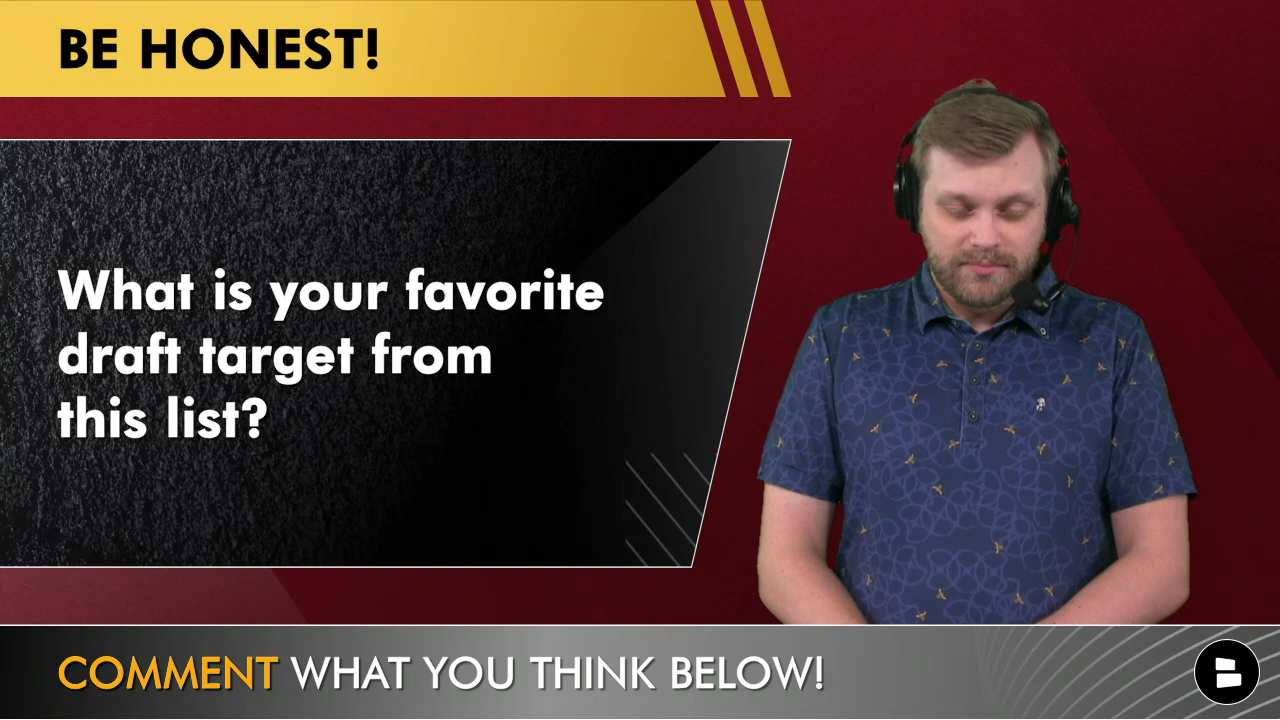 BE HONEST!
What is your favorite
draft target from
this list?
COMMENT WHAT YOU THINK BELOW!